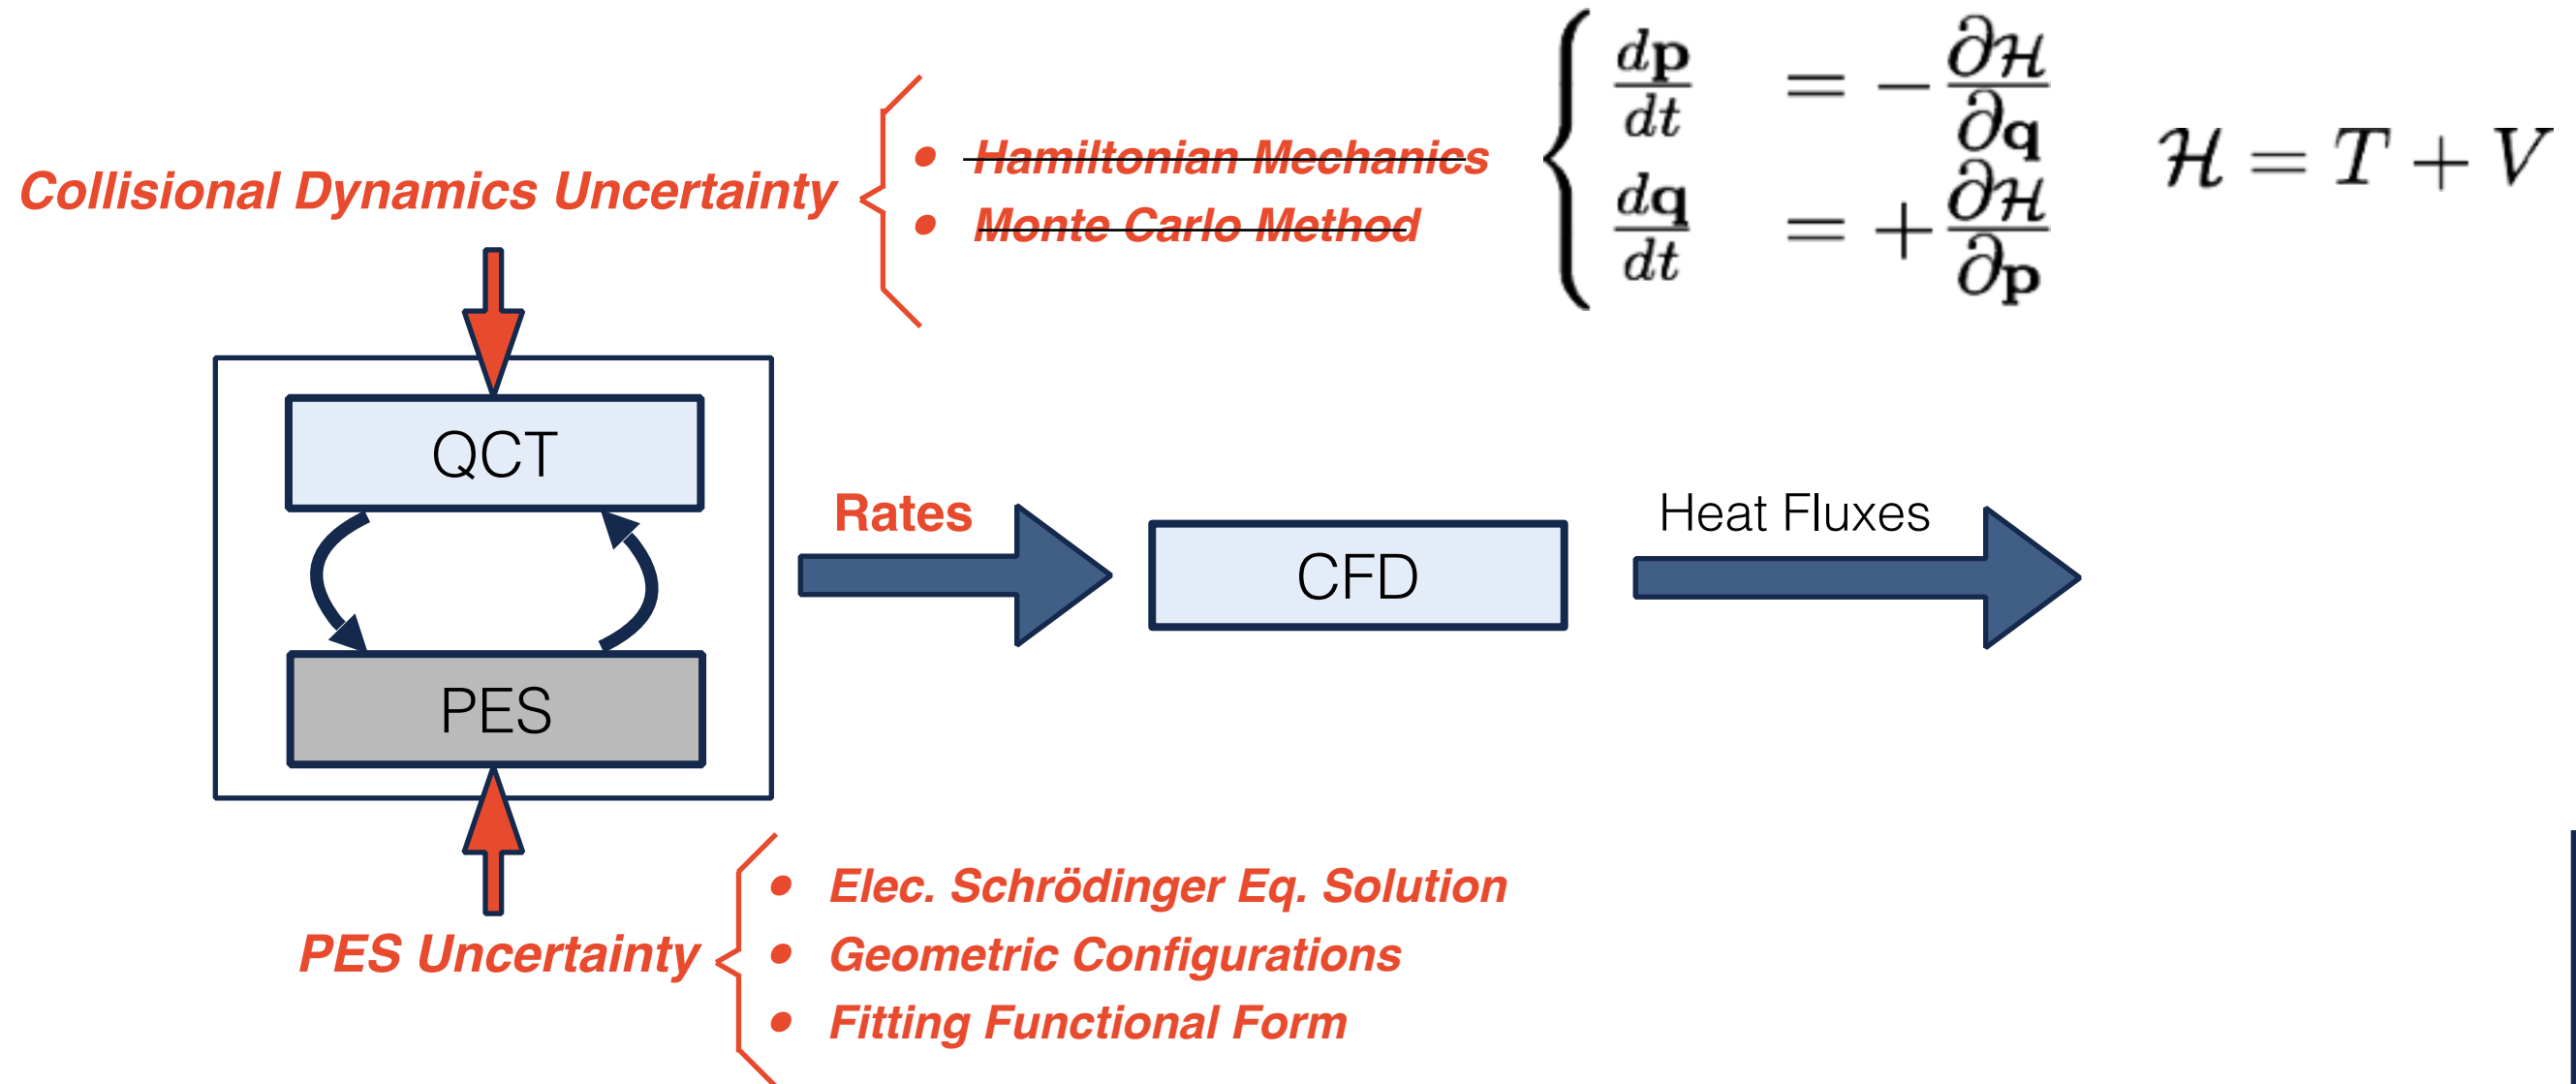 Collisional Dynamics Uncertainty
• Hamiltonian Mechanics
• Monte Carlo Method
d𝐩/dt = − ∂ℋ/∂𝐪
d𝐪/dt = + ∂ℋ/∂𝐩
ℋ = T + V
QCT
PES
Rates
CFD
Heat Fluxes
PES Uncertainty
• Elec. Schrödinger Eq. Solution
• Geometric Configurations
• Fitting Functional Form